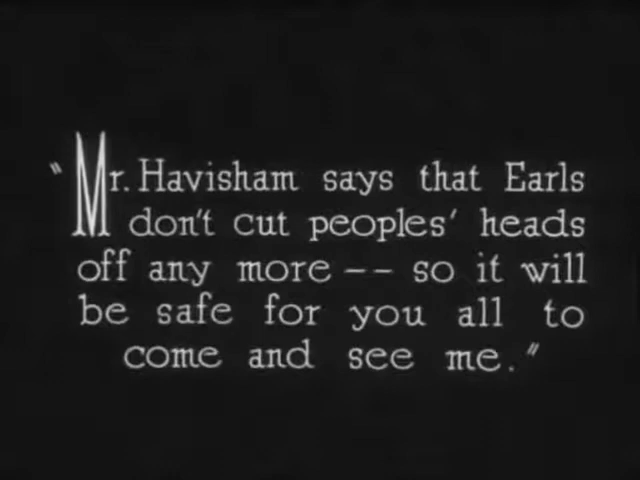 "Mr. Havisham says that Earls
don't cut peoples' heads
off any more -- so it will
be safe for you all to
come and see me."